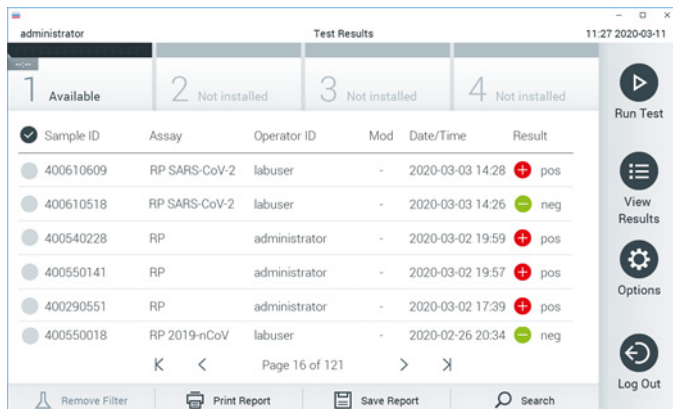 administrator Test Results 11:27 2020-03-11
1 Available 2 Not installed 3 Not installed 4 Not installed
Run Test
Sample ID Assay Operator ID Mod Date/Time Result
400610609 RP SARS-CoV-2 labuser - 2020-03-03 14:28 pos
400610518 RP SARS-CoV-2 labuser - 2020-03-03 14:26 neg
View
Results
400540228 RP administrator - 2020-03-02 19:59 pos
400550141 RP administrator - 2020-03-02 19:57 pos
Options
400290551 RP administrator - 2020-03-02 17:39 pos
400550018 RP 2019-nCoV labuser - 2020-02-26 20:34 neg
Page 16 of 121
Log Out
Remove Filter Print Report Save Report Search